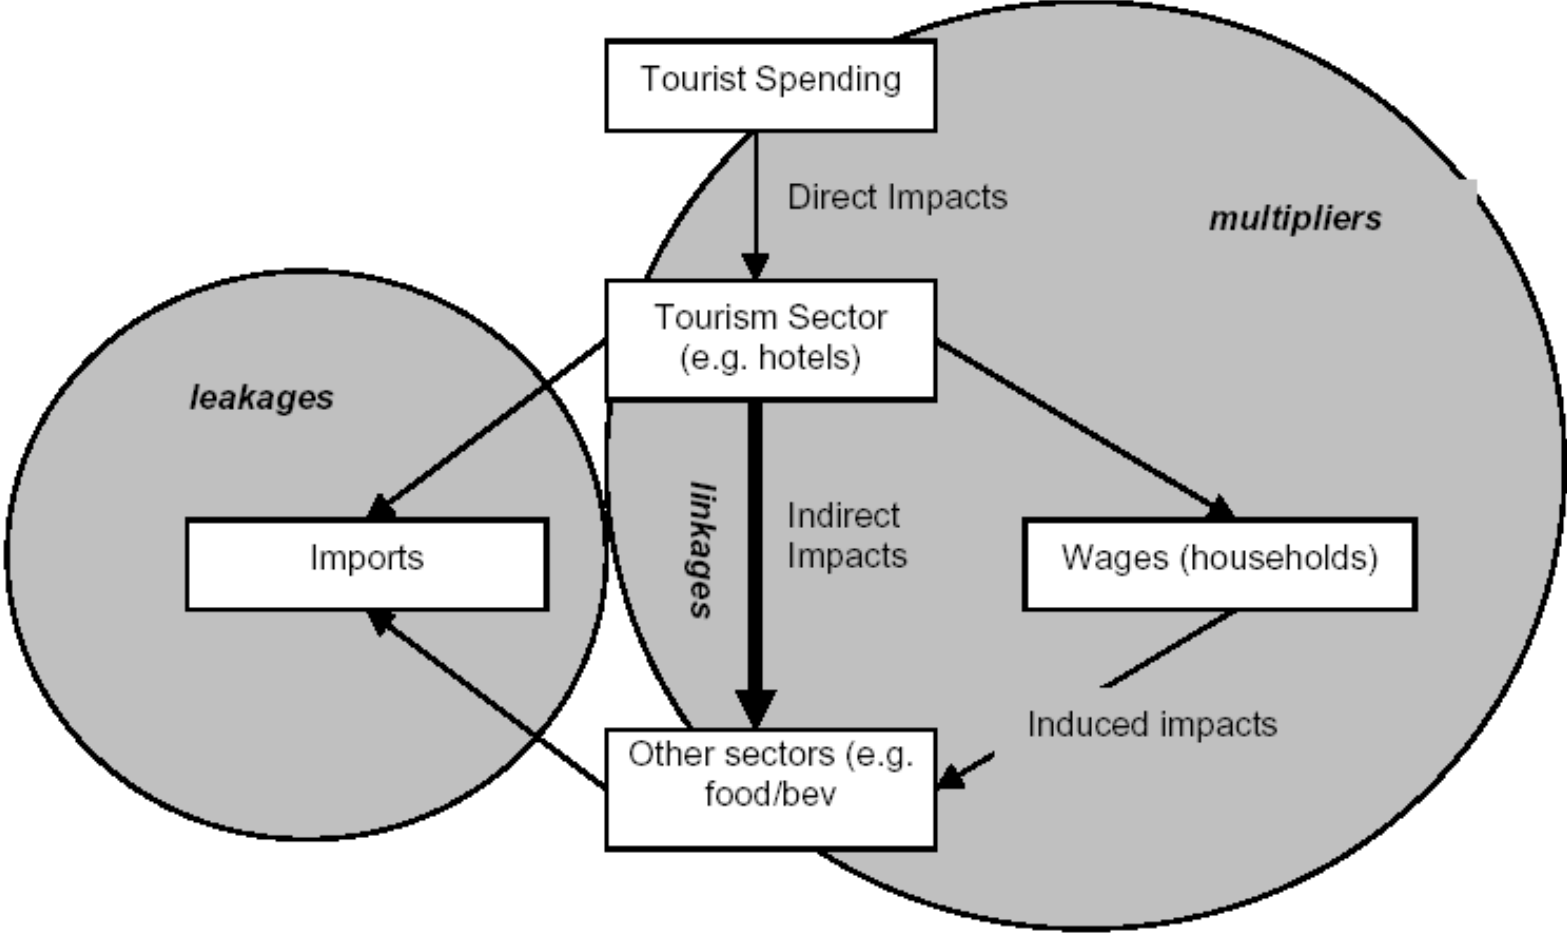 Tourist Spending
Direct Impacts
multipliers
Tourism Sector
(e.g. hotels)
leakages
linkages
Indirect
Impacts
Imports
Wages (households)
Induced impacts
Other sectors (e.g.
food/bev